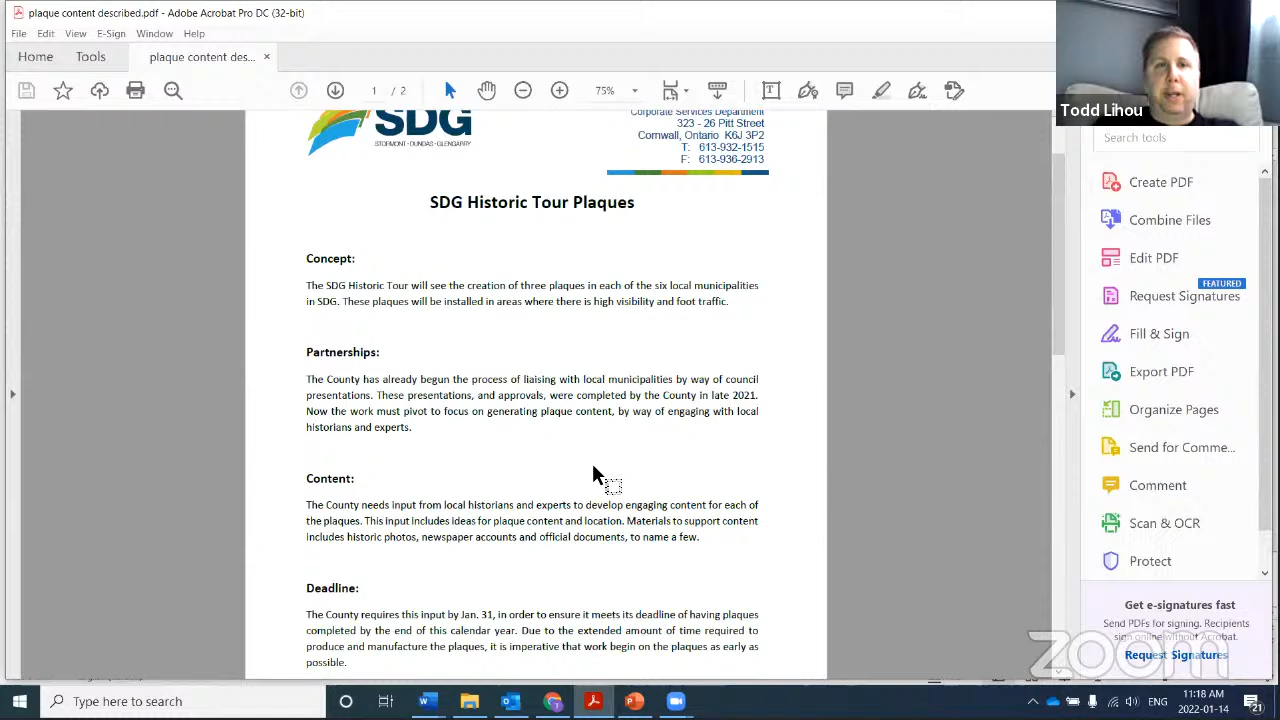 plaque content described.pdf - Adobe Acrobat Pro DC (32-bit)
File Edit View E-Sign Window Help
Home Tools plaque content des... ×
1 / 2 75%
Todd Lihou
SDG
STORMONT · DUNDAS · GLENGARRY
Corporate Services Department
323 - 26 Pitt Street
Cornwall, Ontario K6J 3P2
T: 613-932-1515
F: 613-936-2913
SDG Historic Tour Plaques
Concept:
The SDG Historic Tour will see the creation of three plaques in each of the six local municipalities
in SDG. These plaques will be installed in areas where there is high visibility and foot traffic.
Partnerships:
The County has already begun the process of liaising with local municipalities by way of council
presentations. These presentations, and approvals, were completed by the County in late 2021.
Now the work must pivot to focus on generating plaque content, by way of engaging with local
historians and experts.
Content:
The County needs input from local historians and experts to develop engaging content for each of
the plaques. This input includes ideas for plaque content and location. Materials to support content
includes historic photos, newspaper accounts and official documents, to name a few.
Deadline:
The County requires this input by Jan. 31, in order to ensure it meets its deadline of having plaques
completed by the end of this calendar year. Due to the extended amount of time required to
produce and manufacture the plaques, it is imperative that work begin on the plaques as early as
possible.
Search tools
Create PDF
Combine Files
Edit PDF
FEATURED
Request Signatures
Fill & Sign
Export PDF
Organize Pages
Send for Comme...
Comment
Scan & OCR
Protect
Get e-signatures fast
Send PDFs for signing. Recipients
sign online without Acrobat.
Request Signatures
zoom
Type here to search
ENG
11:18 AM
2022-01-14
21